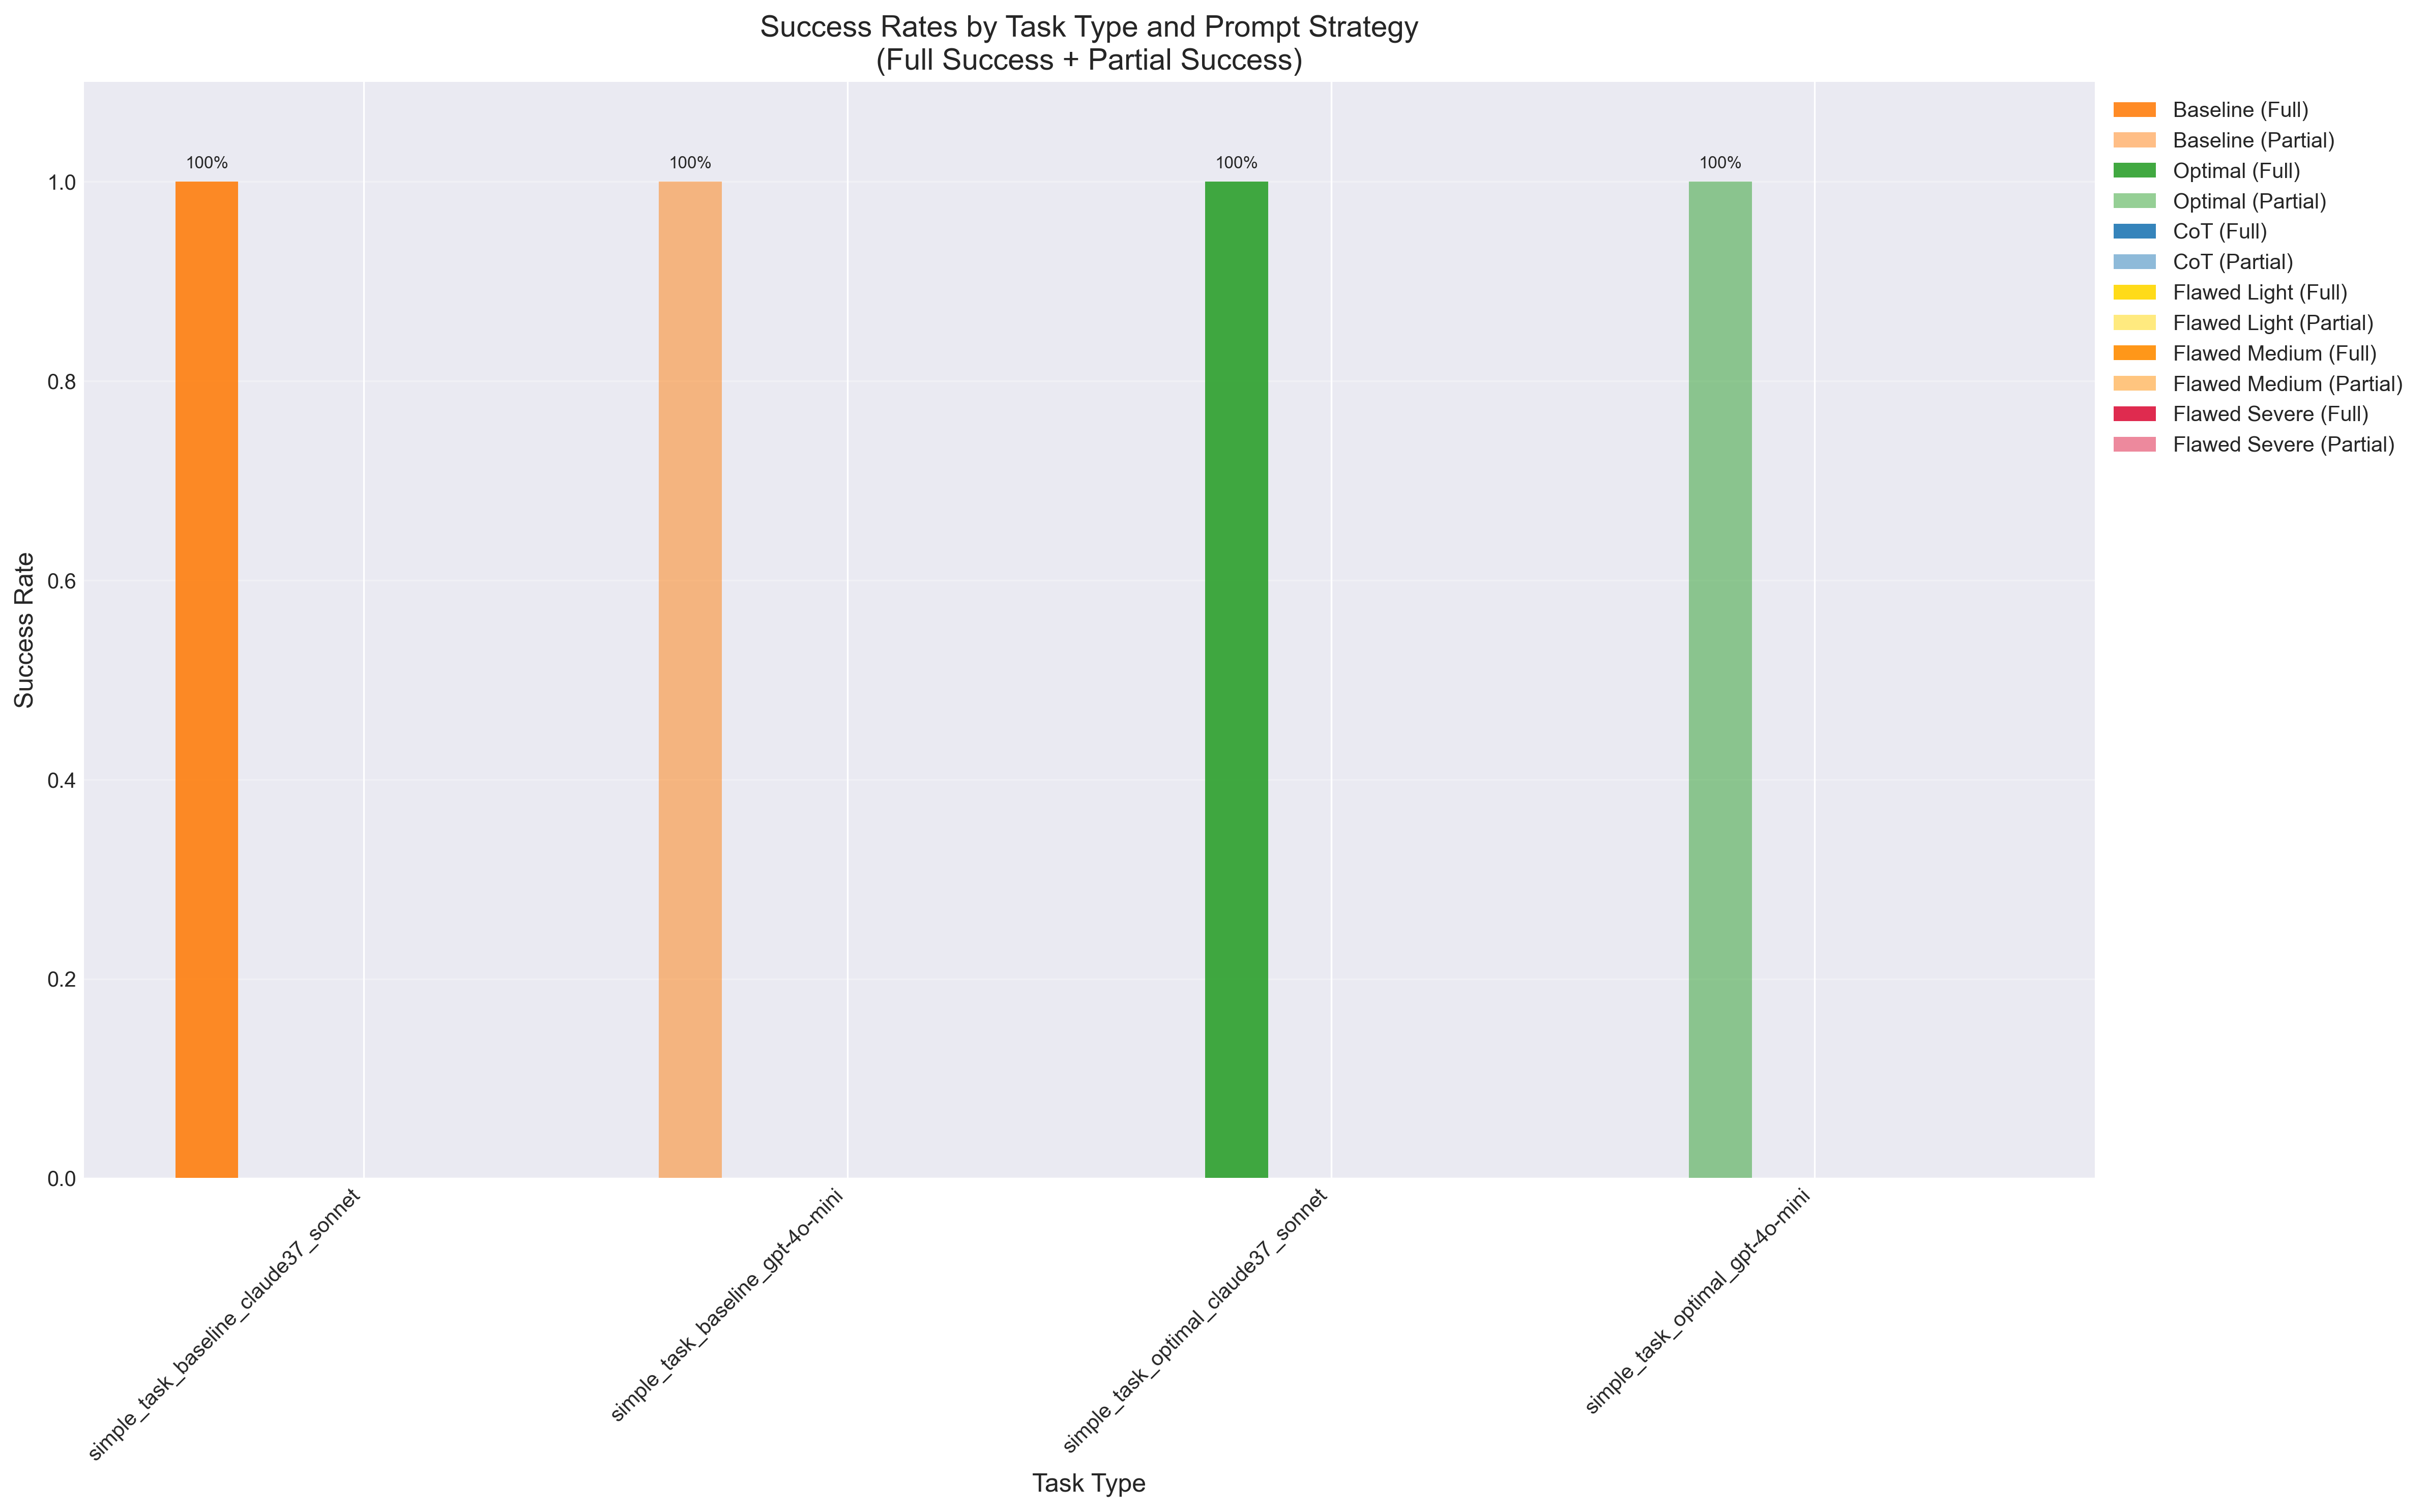 Success Rates by Task Type and Prompt Strategy
(Full Success + Partial Success)
Baseline (Full)
Baseline (Partial)
Optimal (Full)
Optimal (Partial)
CoT (Full)
CoT (Partial)
Flawed Light (Full)
Flawed Light (Partial)
Flawed Medium (Full)
Flawed Medium (Partial)
Flawed Severe (Full)
Flawed Severe (Partial)
100%
100%
100%
100%
Success Rate
1.0
0.8
0.6
0.4
0.2
0.0
simple_task_baseline_claude37_sonnet
simple_task_baseline_gpt-4o-mini
simple_task_optimal_claude37_sonnet
simple_task_optimal_gpt-4o-mini
Task Type